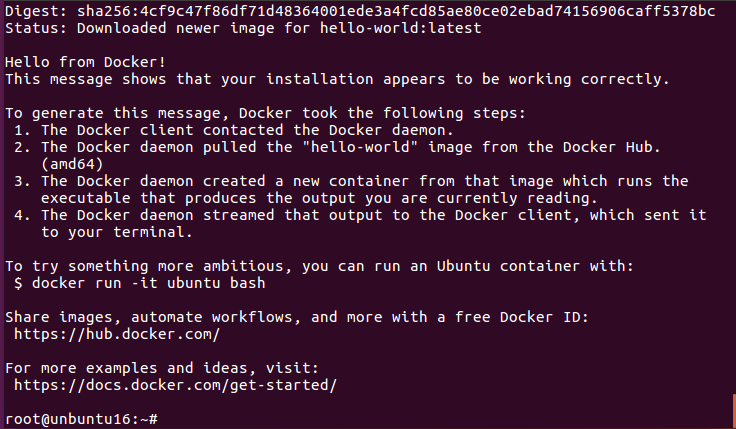 Digest: sha256:4cf9c47f86df71d48364001ede3a4fcd85ae80ce02ebad74156906caff5378bc
Status: Downloaded newer image for hello-world:latest
Hello from Docker!
This message shows that your installation appears to be working correctly.
To generate this message, Docker took the following steps:
1. The Docker client contacted the Docker daemon.
2. The Docker daemon pulled the "hello-world" image from the Docker Hub.
(amd64)
3. The Docker daemon created a new container from that image which runs the
executable that produces the output you are currently reading.
4. The Docker daemon streamed that output to the Docker client, which sent it
to your terminal.
To try something more ambitious, you can run an Ubuntu container with:
$ docker run -it ubuntu bash
Share images, automate workflows, and more with a free Docker ID:
https://hub.docker.com/
For more examples and ideas, visit:
https://docs.docker.com/get-started/
root@unbuntu16:~#